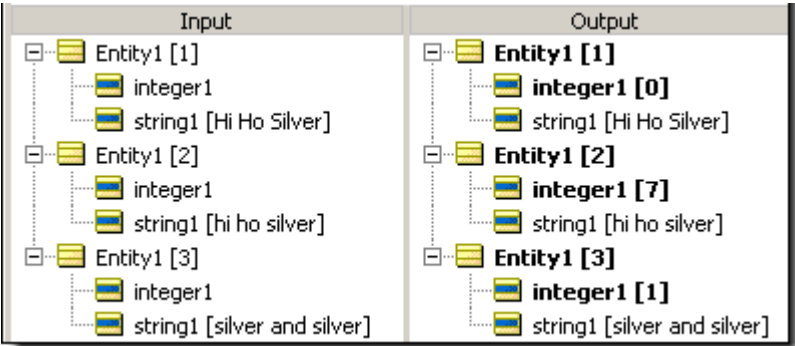 Input
Entity1 [1]
integer1
string1 [Hi Ho Silver]
Entity1 [2]
integer1
string1 [hi ho silver]
Entity1 [3]
integer1
string1 [silver and silver]
Output
Entity1 [1]
integer1 [0]
string1 [Hi Ho Silver]
Entity1 [2]
integer1 [7]
string1 [hi ho silver]
Entity1 [3]
integer1 [1]
string1 [silver and silver]